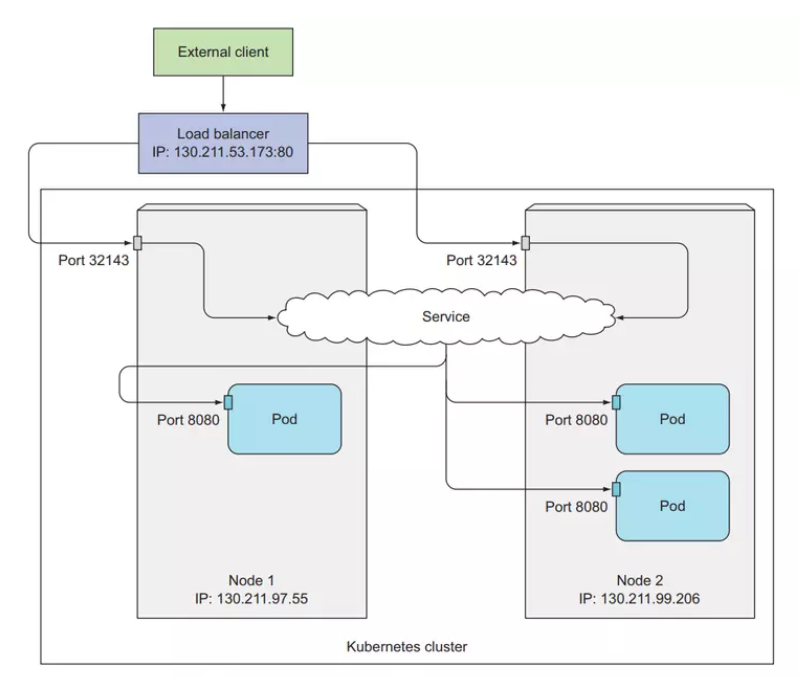 External client
Load balancer
IP: 130.211.53.173:80
Port 32143
Port 32143
Service
Port 8080
Pod
Port 8080
Pod
Port 8080
Pod
Node 1
IP: 130.211.97.55
Node 2
IP: 130.211.99.206
Kubernetes cluster